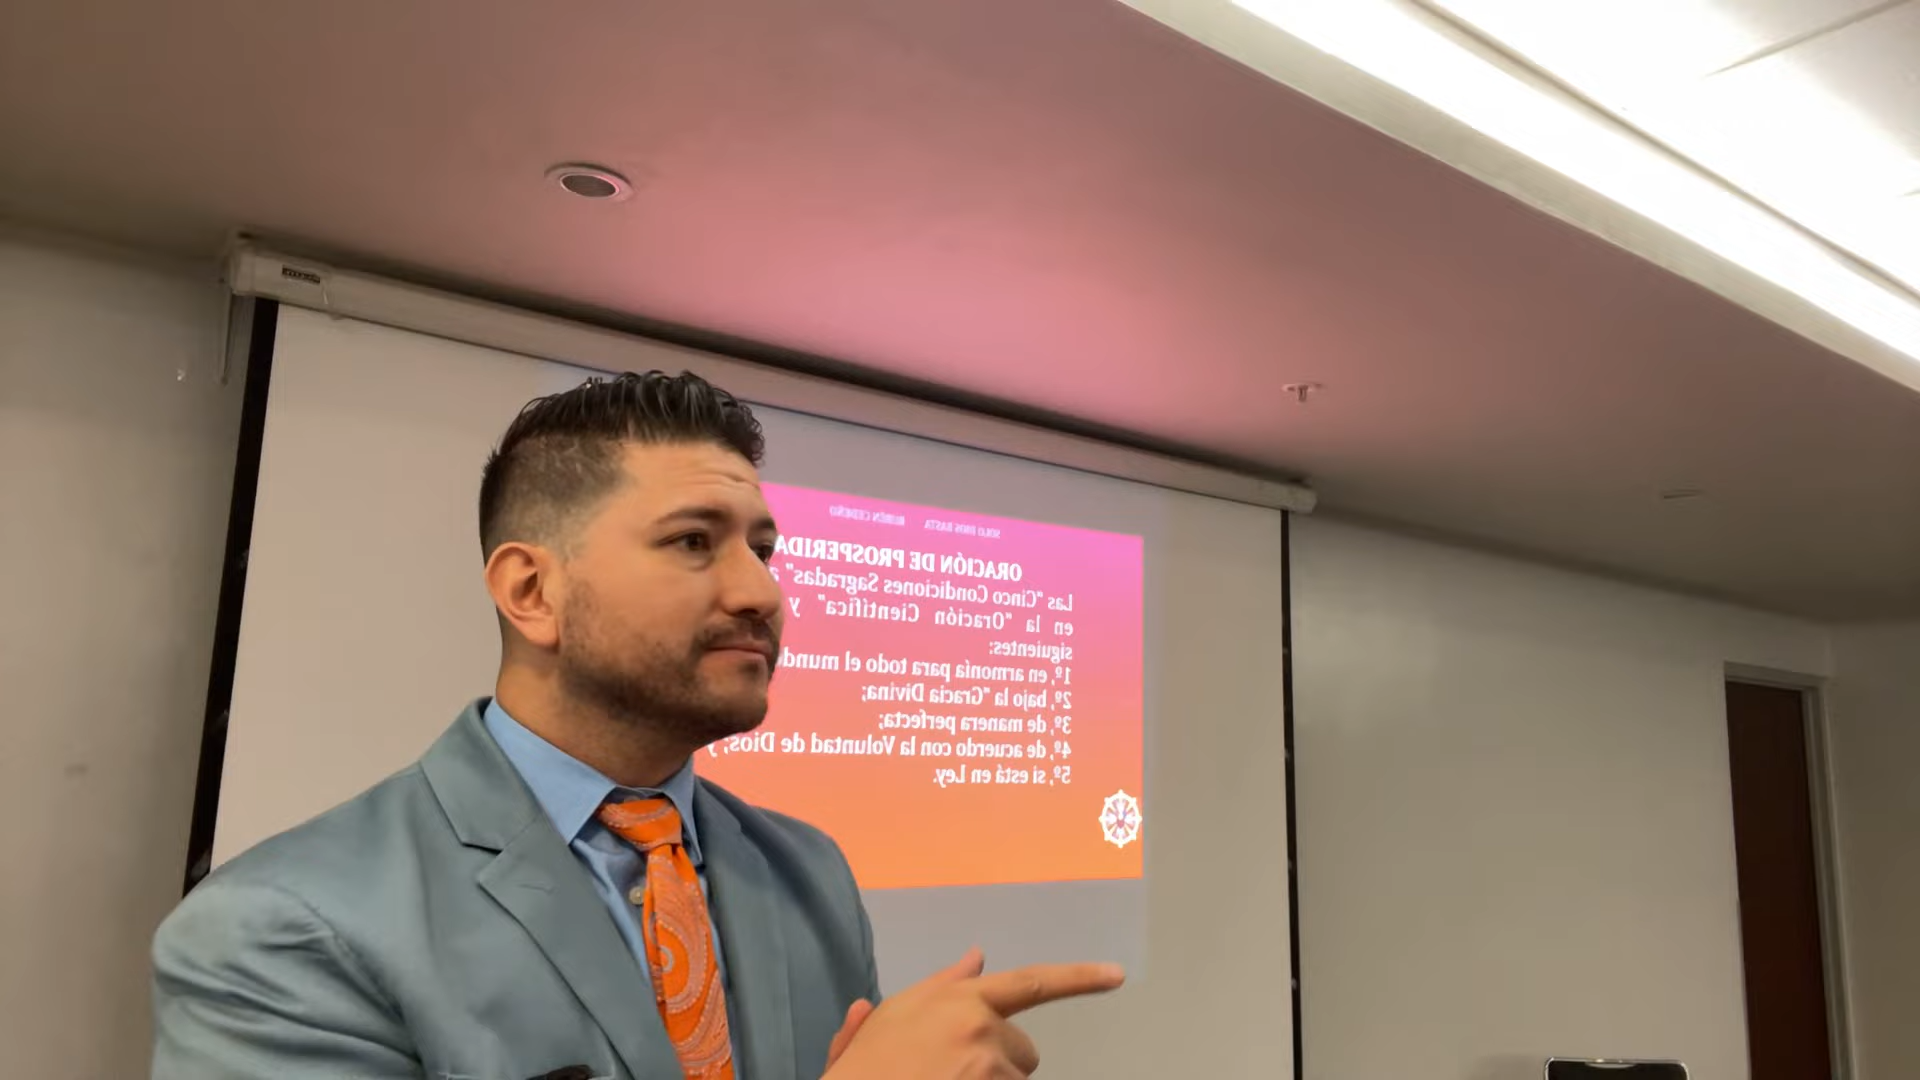 SOLO DIOS BASTA RUBÉN CEDEÑO
ORACIÓN DE PROSPERIDA
Las "Cinco Condiciones Sagradas"
en la "Oración Científica" y
siguientes:
1º, en armonía para todo el mund
2º, bajo la "Gracia Divina;
3º, de manera perfecta;
4º, de acuerdo con la Voluntad de Dios; y
5º, si está en Ley.